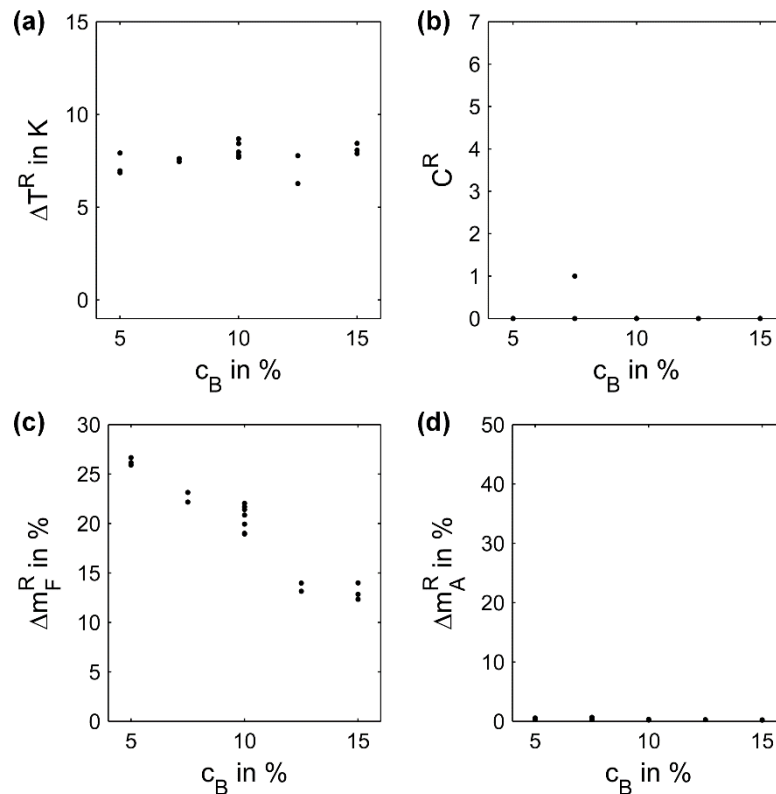 (a)
15
10
5
0
ΔT^R in K
5 10 15
c_B in %
(b)
7
6
5
4
3
2
1
0
C^R
5 10 15
c_B in %
(c)
30
25
20
15
10
5
0
Δm_F^R in %
5 10 15
c_B in %
(d)
50
40
30
20
10
0
Δm_A^R in %
5 10 15
c_B in %